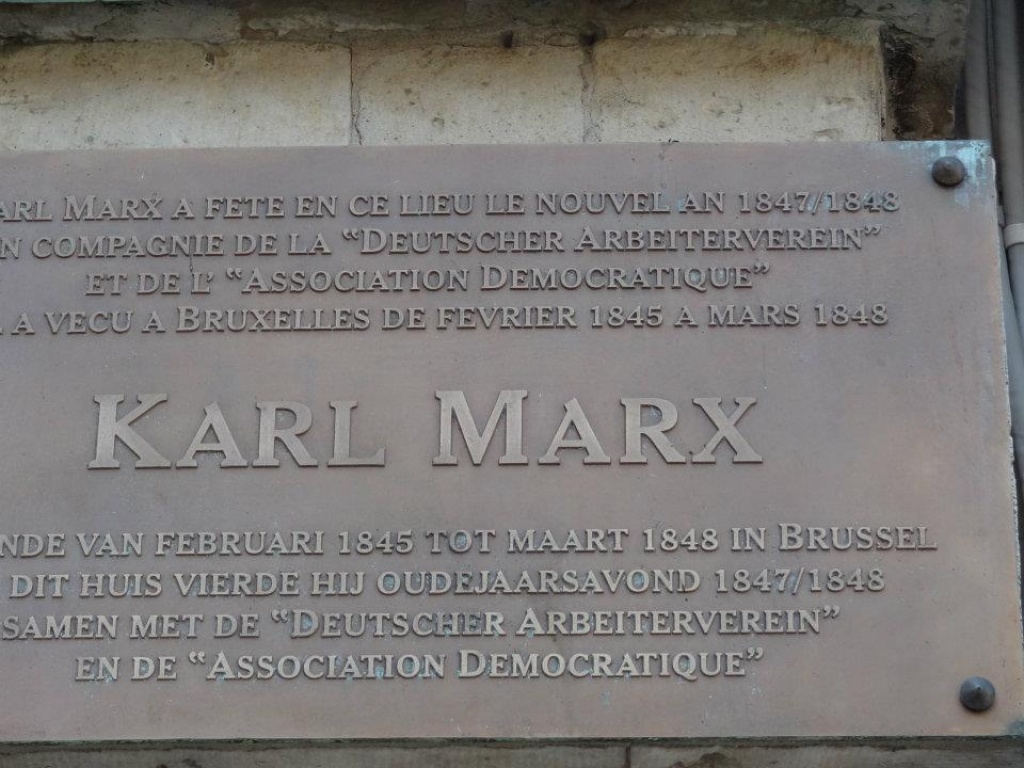 ARL MARX A FETE EN CE LIEU LE NOUVEL AN 1847/1848
N COMPAGNIE DE LA “DEUTSCHER ARBEITERVEREIN”
ET DE L’ “ASSOCIATION DEMOCRATIQUE”
A VECU A BRUXELLES DE FEVRIER 1845 A MARS 1848
KARL MARX
NDE VAN FEBRUARI 1845 TOT MAART 1848 IN BRUSSEL
DIT HUIS VIERDE HIJ OUDEJAARSAVOND 1847/1848
SAMEN MET DE “DEUTSCHER ARBEITERVEREIN”
EN DE “ASSOCIATION DEMOCRATIQUE”